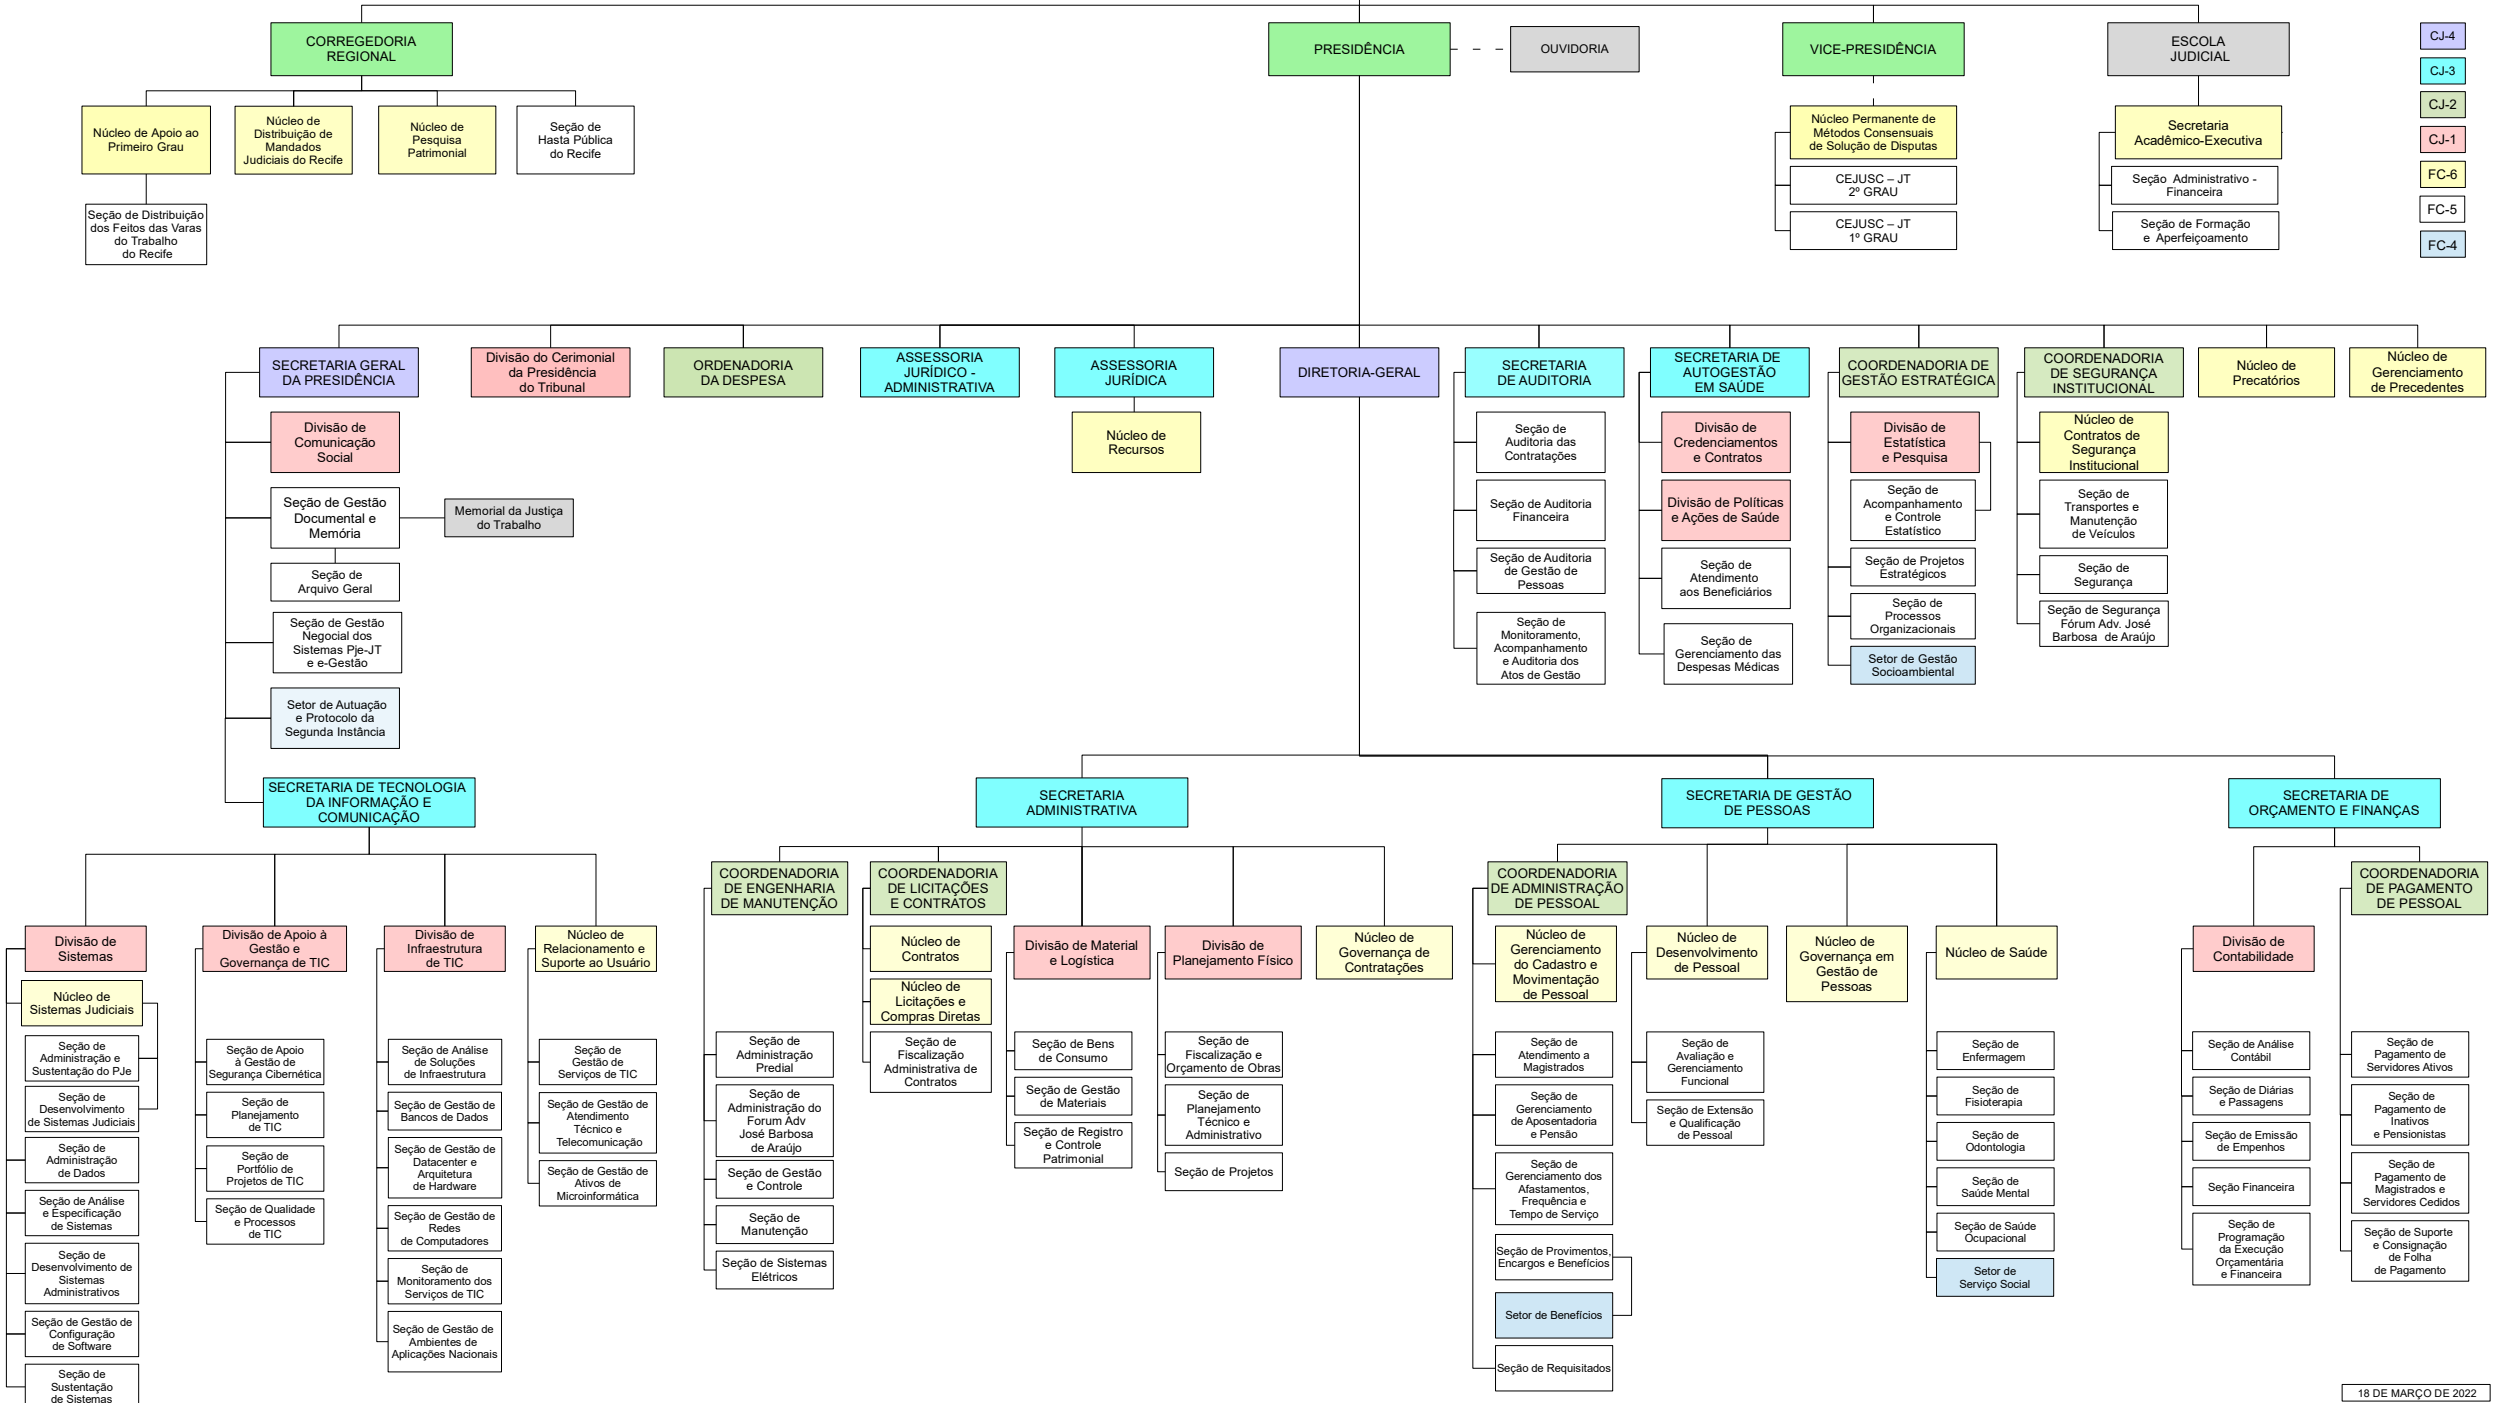 CORREGEDORIA
REGIONAL
PRESIDÊNCIA
OUVIDORIA
VICE-PRESIDÊNCIA
ESCOLA
JUDICIAL
CJ-4
CJ-3
CJ-2
CJ-1
FC-6
FC-5
FC-4
Núcleo de Apoio ao
Primeiro Grau
Núcleo de
Distribuição de
Mandados
Judiciais do Recife
Núcleo de
Pesquisa
Patrimonial
Seção de
Hasta Pública
do Recife
Núcleo Permanente de
Métodos Consensuais
de Solução de Disputas
Secretaria
Acadêmico-Executiva
CEJUSC – JT
2º GRAU
Seção Administrativo -
Financeira
Seção de Distribuição
dos Feitos das Varas
do Trabalho
do Recife
CEJUSC – JT
1º GRAU
Seção de Formação
e Aperfeiçoamento
SECRETARIA GERAL
DA PRESIDÊNCIA
Divisão do Cerimonial
da Presidência
do Tribunal
ORDENADORIA
DA DESPESA
ASSESSORIA
JURÍDICO -
ADMINISTRATIVA
ASSESSORIA
JURÍDICA
DIRETORIA-GERAL
SECRETARIA
DE AUDITORIA
SECRETARIA DE
AUTOGESTÃO
EM SAÚDE
COORDENADORIA DE
GESTÃO ESTRATÉGICA
COORDENADORIA
DE SEGURANÇA
INSTITUCIONAL
Núcleo de
Precatórios
Núcleo de
Gerenciamento
de Precedentes
Divisão de
Comunicação
Social
Núcleo de
Recursos
Seção de
Auditoria das
Contratações
Divisão de
Credenciamentos
e Contratos
Divisão de
Estatística
e Pesquisa
Núcleo de
Contratos de
Segurança
Institucional
Seção de Gestão
Documental e
Memória
Memorial da Justiça
do Trabalho
Seção de Auditoria
Financeira
Divisão de Políticas
e Ações de Saúde
Seção de
Acompanhamento
e Controle
Estatístico
Seção de
Transportes e
Manutenção
de Veículos
Seção de
Arquivo Geral
Seção de Auditoria
de Gestão de
Pessoas
Seção de
Atendimento
aos Beneficiários
Seção de Projetos
Estratégicos
Seção de
Segurança
Seção de Gestão
Negocial dos
Sistemas Pje-JT
e e-Gestão
Seção de
Monitoramento,
Acompanhamento
e Auditoria dos
Atos de Gestão
Seção de
Gerenciamento das
Despesas Médicas
Seção de
Processos
Organizacionais
Seção de Segurança
Fórum Adv. José
Barbosa de Araújo
Setor de Gestão
Socioambiental
Setor de Autuação
e Protocolo da
Segunda Instância
SECRETARIA DE TECNOLOGIA
DA INFORMAÇÃO E
COMUNICAÇÃO
SECRETARIA
ADMINISTRATIVA
SECRETARIA DE GESTÃO
DE PESSOAS
SECRETARIA DE
ORÇAMENTO E FINANÇAS
COORDENADORIA
DE ENGENHARIA
DE MANUTENÇÃO
COORDENADORIA
DE LICITAÇÕES
E CONTRATOS
COORDENADORIA
DE ADMINISTRAÇÃO
DE PESSOAL
COORDENADORIA
DE PAGAMENTO
DE PESSOAL
Divisão de
Sistemas
Divisão de Apoio à
Gestão e
Governança de TIC
Divisão de
Infraestrutura
de TIC
Núcleo de
Relacionamento e
Suporte ao Usuário
Núcleo de
Contratos
Divisão de Material
e Logística
Divisão de
Planejamento Físico
Núcleo de
Governança de
Contratações
Núcleo de
Gerenciamento
do Cadastro e
Movimentação
de Pessoal
Núcleo de
Desenvolvimento
de Pessoal
Núcleo de
Governança em
Gestão de
Pessoas
Núcleo de Saúde
Divisão de
Contabilidade
Núcleo de
Sistemas Judiciais
Núcleo de
Licitações e
Compras Diretas
Seção de
Administração e
Sustentação do PJe
Seção de Apoio
à Gestão de
Segurança Cibernética
Seção de Análise
de Soluções
de Infraestrutura
Seção de
Gestão de
Serviços de TIC
Seção de
Administração
Predial
Seção de
Fiscalização
Administrativa de
Contratos
Seção de Bens
de Consumo
Seção de
Fiscalização e
Orçamento de Obras
Seção de
Atendimento a
Magistrados
Seção de
Avaliação e
Gerenciamento
Funcional
Seção de
Enfermagem
Seção de Análise
Contábil
Seção de
Pagamento de
Servidores Ativos
Seção de
Desenvolvimento
de Sistemas Judiciais
Seção de
Planejamento
de TIC
Seção de Gestão de
Bancos de Dados
Seção de Gestão de
Atendimento
Técnico e
Telecomunicação
Seção de
Administração do
Forum Adv
José Barbosa
de Araújo
Seção de Gestão
de Materiais
Seção de
Planejamento
Técnico e
Administrativo
Seção de
Gerenciamento
de Aposentadoria
e Pensão
Seção de Extensão
e Qualificação
de Pessoal
Seção de
Fisioterapia
Seção de Diárias
e Passagens
Seção de
Pagamento de
Inativos
e Pensionistas
Seção de
Administração
de Dados
Seção de
Portfólio de
Projetos de TIC
Seção de Gestão de
Datacenter e
Arquitetura
de Hardware
Seção de Gestão de
Ativos de
Microinformática
Seção de Gestão
e Controle
Seção de Registro
e Controle
Patrimonial
Seção de Projetos
Seção de
Gerenciamento dos
Afastamentos,
Frequência e
Tempo de Serviço
Seção de
Odontologia
Seção de Emissão
de Empenhos
Seção de
Pagamento de
Magistrados e
Servidores Cedidos
Seção de Análise
e Especificação
de Sistemas
Seção de Qualidade
e Processos
de TIC
Seção de Gestão de
Redes
de Computadores
Seção de
Manutenção
Seção de
Saúde Mental
Seção Financeira
Seção de
Desenvolvimento de
Sistemas
Administrativos
Seção de
Monitoramento dos
Serviços de TIC
Seção de Sistemas
Elétricos
Seção de Provimentos,
Encargos e Benefícios
Seção de Saúde
Ocupacional
Seção de
Programação
da Execução
Orçamentária
e Financeira
Seção de Suporte
e Consignação
de Folha
de Pagamento
Setor de
Serviço Social
Seção de Gestão de
Configuração
de Software
Seção de Gestão de
Ambientes de
Aplicações Nacionais
Setor de Benefícios
Seção de
Sustentação
de Sistemas
Seção de Requisitados
18 DE MARÇO DE 2022